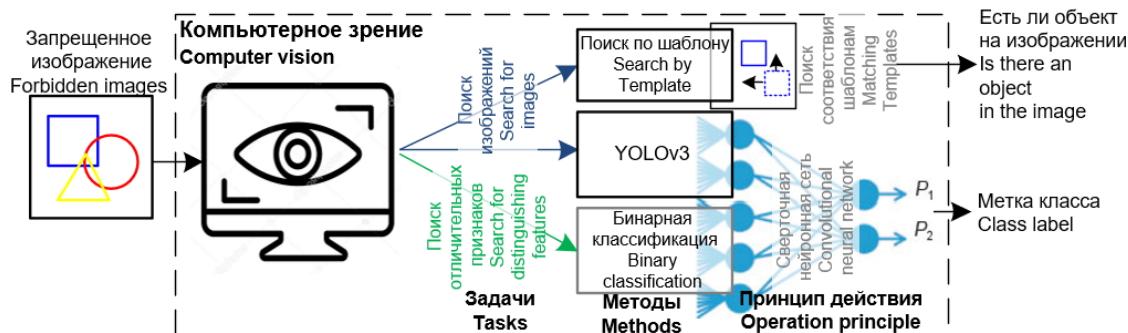 Запрещенное
изображение
Forbidden images
Компьютерное зрение
Computer vision
Поиск
изображений
Search for
images
Поиск
отличительных
признаков
Search for
distinguishing
features
Задачи
Tasks
Поиск по шаблону
Search by
Template
YOLOv3
Бинарная
классификация
Binary
classification
Методы
Methods
Поиск
соответствия
шаблонам
Matching
Templates
Сверточная
нейронная сеть
Convolutional
neural network
P1
P2
Принцип действия
Operation principle
Есть ли объект
на изображении
Is there an
object
in the image
Метка класса
Class label